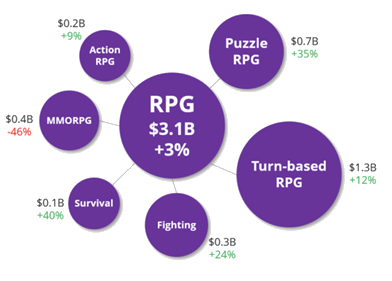 $0.2B
+9%
Action
RPG
Puzzle
RPG
$0.7B
+35%
$0.4B
-46%
MMORPG
RPG
$3.1B
+3%
Turn-based
RPG
$1.3B
+12%
$0.1B
+40%
Survival
Fighting
$0.3B
+24%